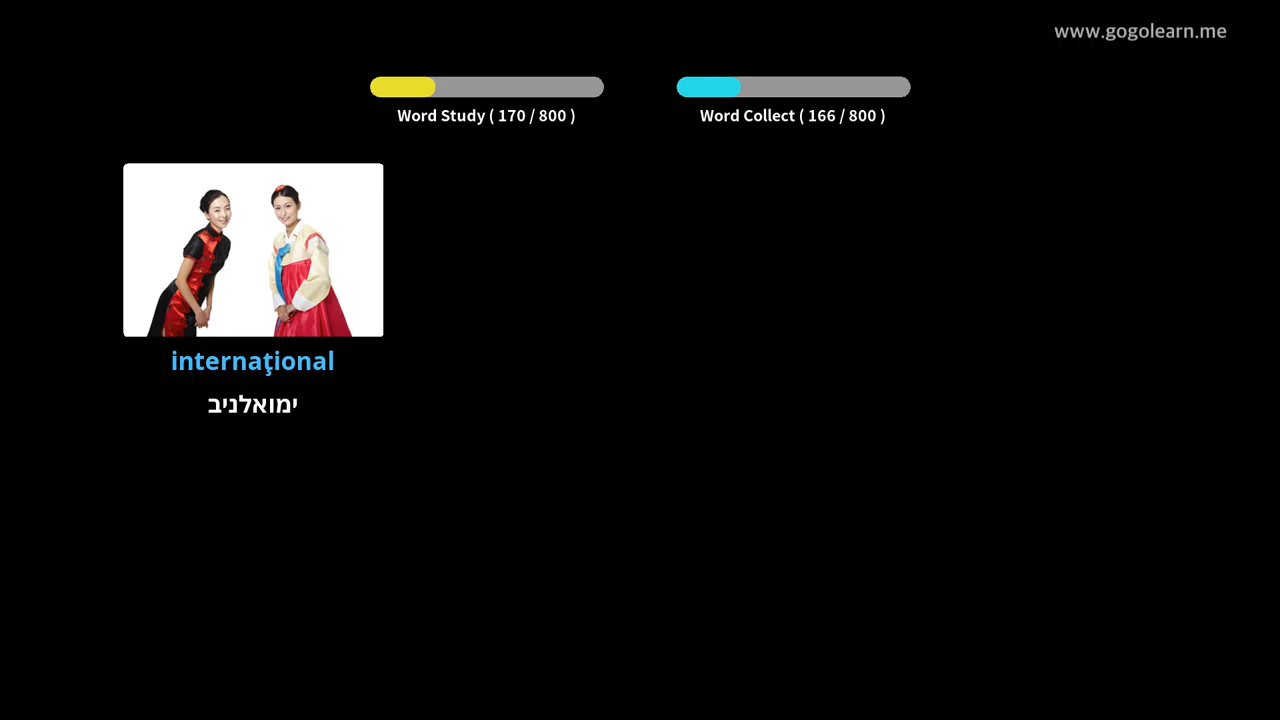 www.gogolearn.me
Word Study ( 170 / 800 )
Word Collect ( 166 / 800 )
internaţional
ימואלניב